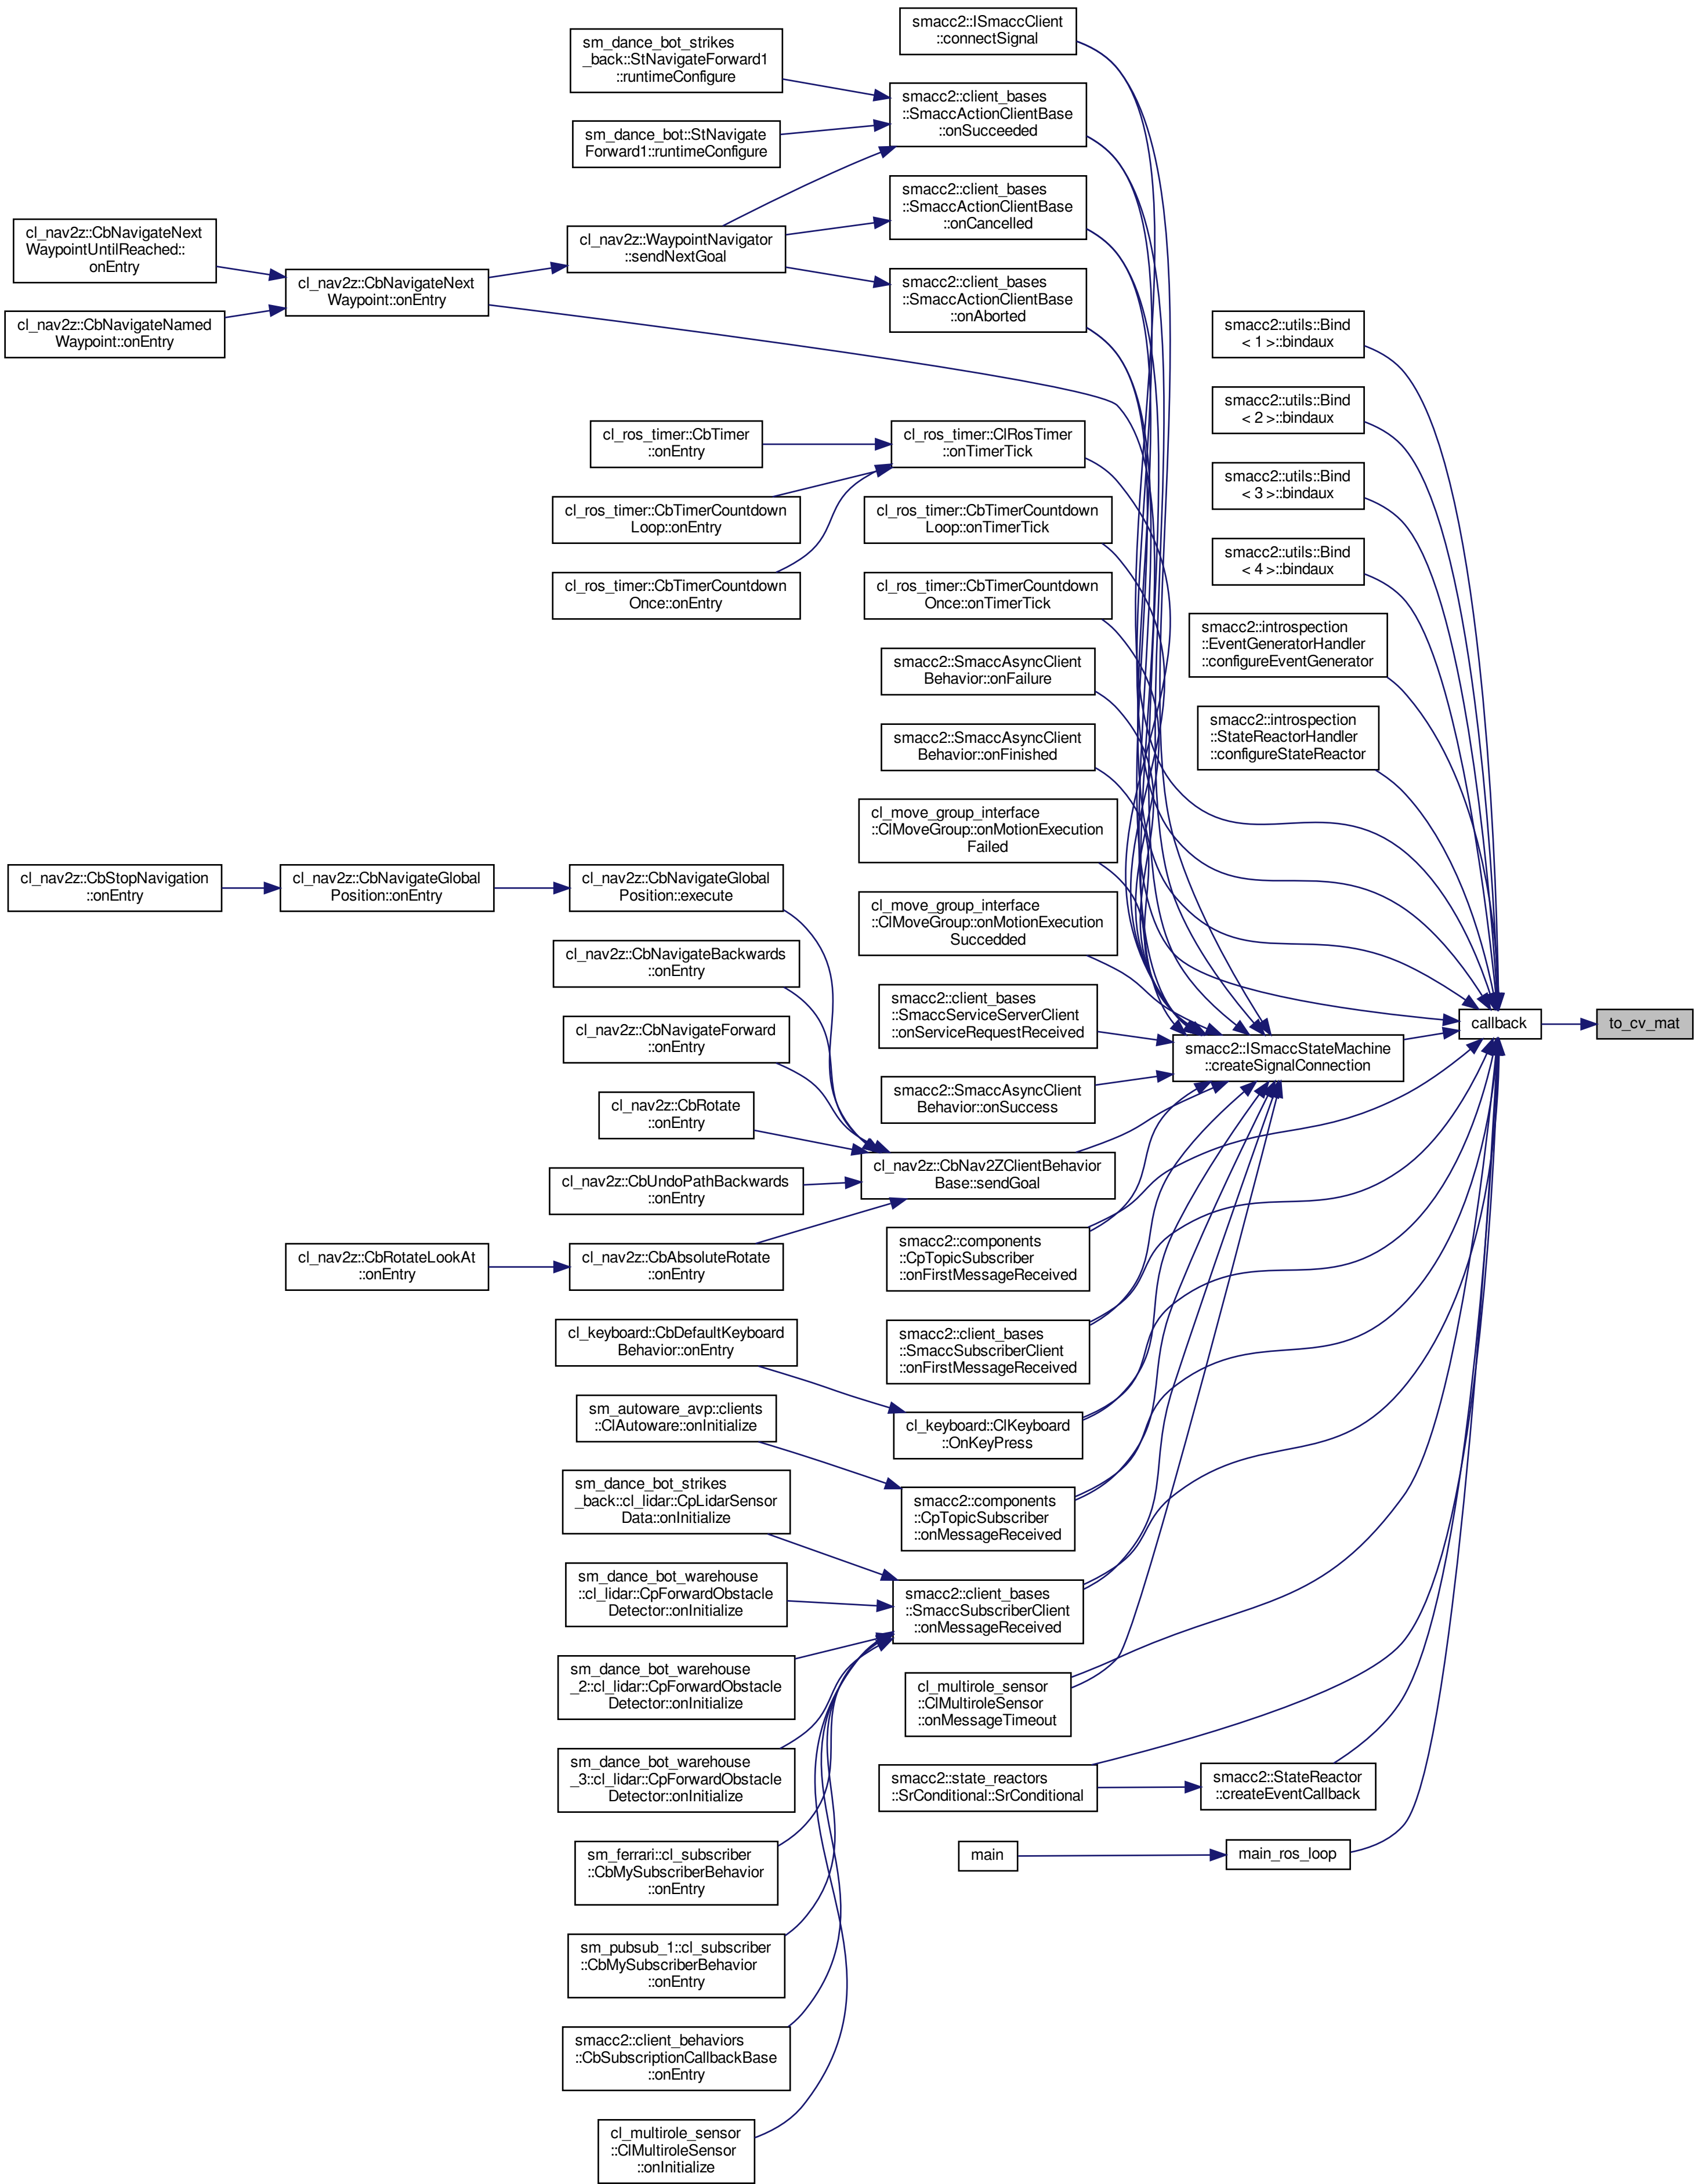 smacc2::ISmaccClient
::connectSignal
sm_dance_bot_strikes
_back::StNavigateForward1
::runtimeConfigure
smacc2::client_bases
::SmaccActionClientBase
::onSucceeded
sm_dance_bot::StNavigate
Forward1::runtimeConfigure
smacc2::client_bases
::SmaccActionClientBase
::onCancelled
cl_nav2z::CbNavigateNext
WaypointUntilReached::
onEntry
cl_nav2z::WaypointNavigator
::sendNextGoal
cl_nav2z::CbNavigateNext
Waypoint::onEntry
smacc2::client_bases
::SmaccActionClientBase
::onAborted
cl_nav2z::CbNavigateNamed
Waypoint::onEntry
smacc2::utils::Bind
< 1 >::bindaux
smacc2::utils::Bind
< 2 >::bindaux
cl_ros_timer::CbTimer
::onEntry
cl_ros_timer::ClRosTimer
::onTimerTick
smacc2::utils::Bind
< 3 >::bindaux
cl_ros_timer::CbTimerCountdown
Loop::onEntry
cl_ros_timer::CbTimerCountdown
Loop::onTimerTick
smacc2::utils::Bind
< 4 >::bindaux
cl_ros_timer::CbTimerCountdown
Once::onEntry
cl_ros_timer::CbTimerCountdown
Once::onTimerTick
smacc2::introspection
::EventGeneratorHandler
::configureEventGenerator
smacc2::SmaccAsyncClient
Behavior::onFailure
smacc2::introspection
::StateReactorHandler
::configureStateReactor
smacc2::SmaccAsyncClient
Behavior::onFinished
cl_move_group_interface
::ClMoveGroup::onMotionExecution
Failed
cl_nav2z::CbStopNavigation
::onEntry
cl_nav2z::CbNavigateGlobal
Position::onEntry
cl_nav2z::CbNavigateGlobal
Position::execute
cl_move_group_interface
::ClMoveGroup::onMotionExecution
Succedded
cl_nav2z::CbNavigateBackwards
::onEntry
smacc2::client_bases
::SmaccServiceServerClient
::onServiceRequestReceived
cl_nav2z::CbNavigateForward
::onEntry
callback
to_cv_mat
smacc2::ISmaccStateMachine
::createSignalConnection
smacc2::SmaccAsyncClient
Behavior::onSuccess
cl_nav2z::CbRotate
::onEntry
cl_nav2z::CbNav2ZClientBehavior
Base::sendGoal
cl_nav2z::CbUndoPathBackwards
::onEntry
smacc2::components
::CpTopicSubscriber
::onFirstMessageReceived
cl_nav2z::CbRotateLookAt
::onEntry
cl_nav2z::CbAbsoluteRotate
::onEntry
cl_keyboard::CbDefaultKeyboard
Behavior::onEntry
smacc2::client_bases
::SmaccSubscriberClient
::onFirstMessageReceived
sm_autoware_avp::clients
::ClAutoware::onInitialize
cl_keyboard::ClKeyboard
::OnKeyPress
sm_dance_bot_strikes
_back::cl_lidar::CpLidarSensor
Data::onInitialize
smacc2::components
::CpTopicSubscriber
::onMessageReceived
sm_dance_bot_warehouse
::cl_lidar::CpForwardObstacle
Detector::onInitialize
smacc2::client_bases
::SmaccSubscriberClient
::onMessageReceived
sm_dance_bot_warehouse
_2::cl_lidar::CpForwardObstacle
Detector::onInitialize
cl_multirole_sensor
::ClMultiroleSensor
::onMessageTimeout
sm_dance_bot_warehouse
_3::cl_lidar::CpForwardObstacle
Detector::onInitialize
smacc2::state_reactors
::SrConditional::SrConditional
smacc2::StateReactor
::createEventCallback
sm_ferrari::cl_subscriber
::CbMySubscriberBehavior
::onEntry
main
main_ros_loop
sm_pubsub_1::cl_subscriber
::CbMySubscriberBehavior
::onEntry
smacc2::client_behaviors
::CbSubscriptionCallbackBase
::onEntry
cl_multirole_sensor
::ClMultiroleSensor
::onInitialize